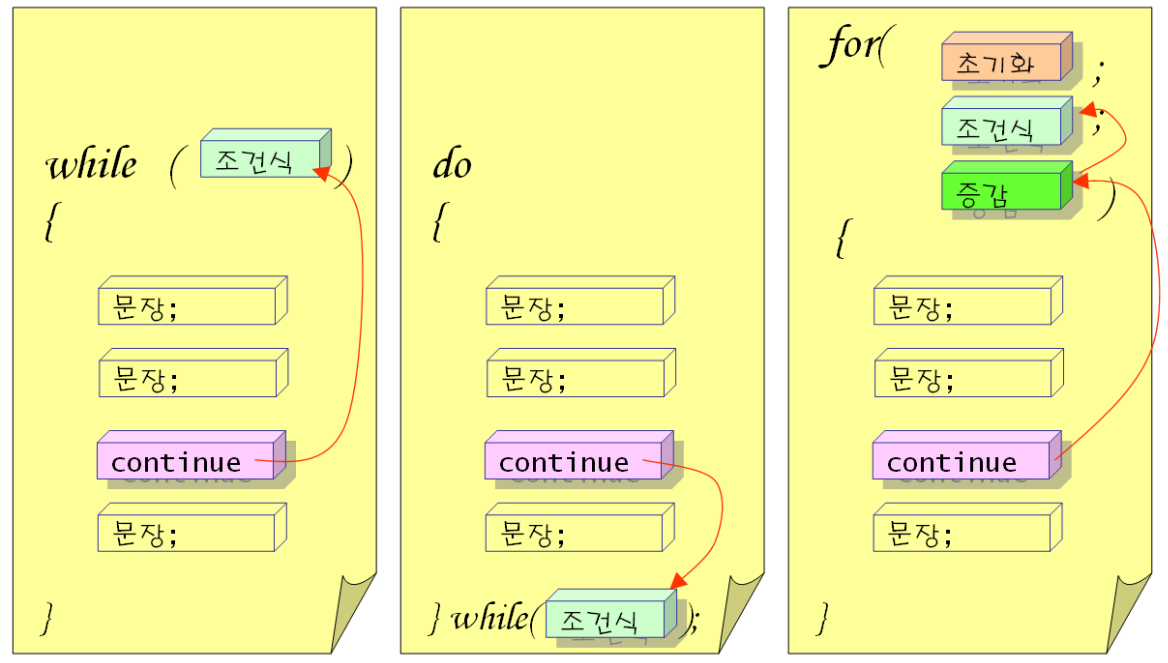 while ( 조건식 )
{
문장;
문장;
continue
문장;
}
do
{
문장;
문장;
continue
문장;
} while( 조건식 );
for( 초기화 ;
조건식 ;
증감 )
{
문장;
문장;
continue
문장;
}